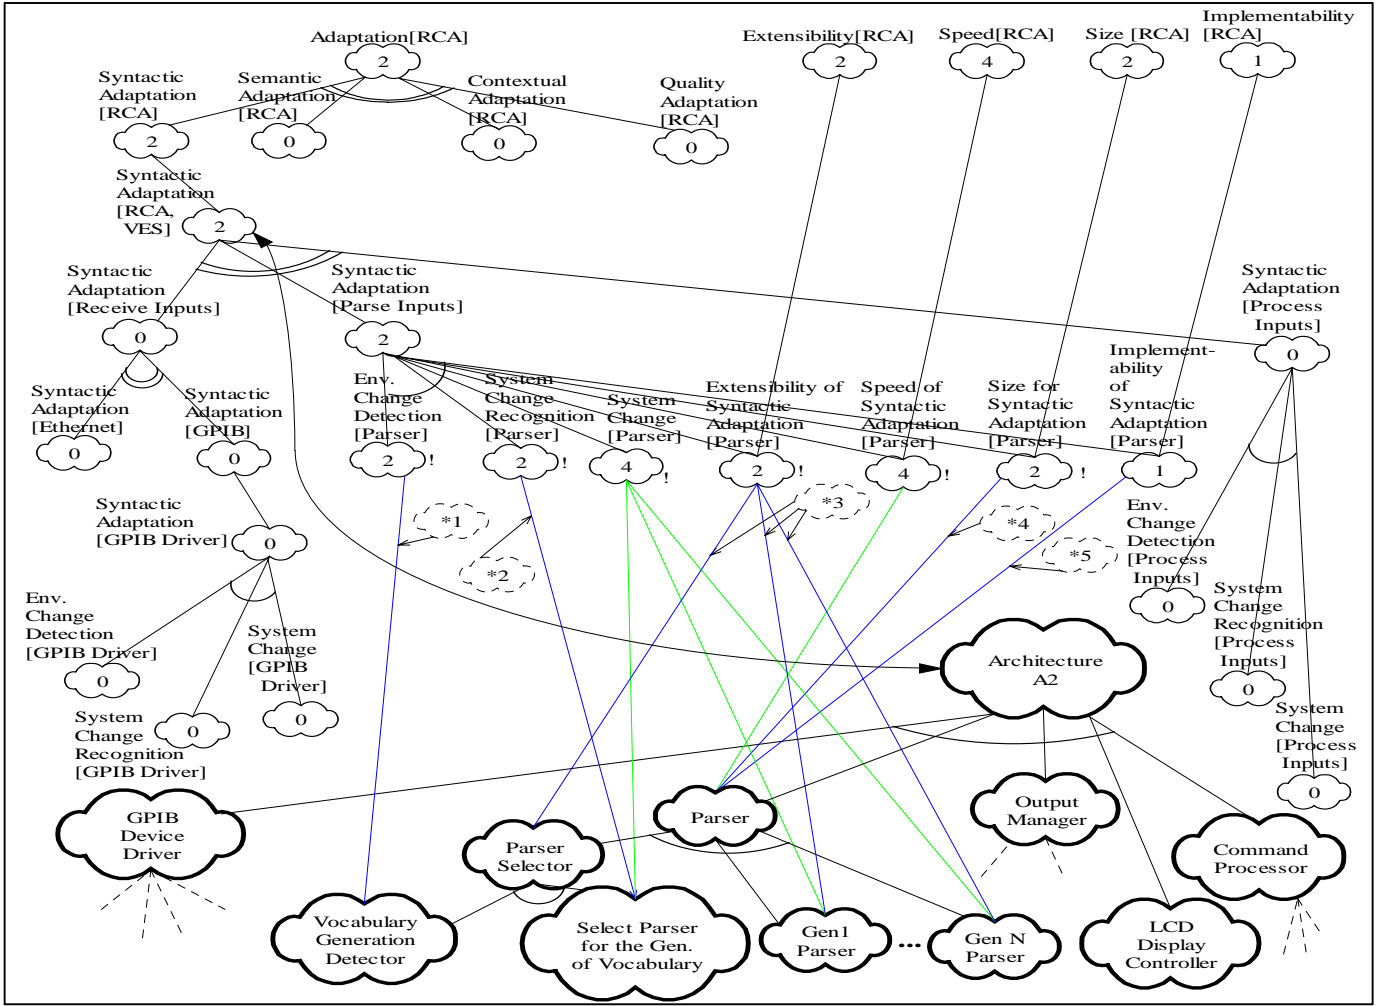 Adaptation[RCA]
2
Extensibility[RCA]
2
Speed[RCA]
4
Size [RCA]
2
Implementability
[RCA]
1
Syntactic
Adaptation
[RCA]
2
Semantic
Adaptation
[RCA]
0
Contextual
Adaptation
[RCA]
0
Quality
Adaptation
[RCA]
0
Syntactic
Adaptation
[RCA,
VES]
2
Syntactic
Adaptation
[Receive Inputs]
0
Syntactic
Adaptation
[Parse Inputs]
2
Syntactic
Adaptation
[Process
Inputs]
0
Syntactic
Adaptation
[Ethernet]
0
Syntactic
Adaptation
[GPIB]
0
Env.
Change
Detection
[Parser]
2 !
System
Change
Recognition
[Parser]
2 !
System
Change
[Parser]
4 !
Extensibility of
Syntactic
Adaptation
[Parser]
2 !
Speed of
Syntactic
Adaptation
[Parser]
4 !
Size for
Syntactic
Adaptation
[Parser]
2 !
Implement-
ability
of
Syntactic
Adaptation
[Parser]
1
Syntactic
Adaptation
[GPIB Driver]
0
*1
*2
*3
*4
*5
Env.
Change
Detection
[Process
Inputs]
0
System
Change
Recognition
[Process
Inputs]
0
System
Change
[Process
Inputs]
0
Env.
Change
Detection
[GPIB Driver]
0
System
Change
[GPIB
Driver]
0
System
Change
Recognition
[GPIB Driver]
0
Architecture
A2
GPIB
Device
Driver
Parser
Selector
Parser
Output
Manager
Command
Processor
Vocabulary
Generation
Detector
Select Parser
for the Gen.
of Vocabulary
Gen1
Parser
...
Gen N
Parser
LCD
Display
Controller